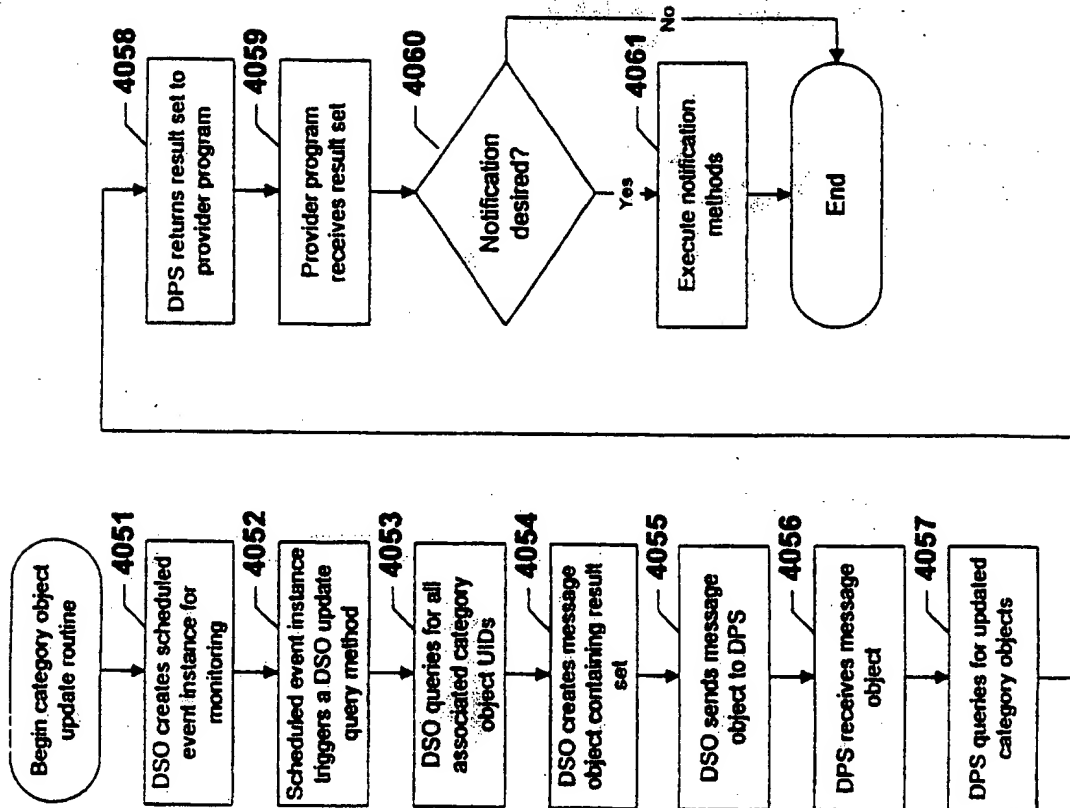 Begin category object
update routine
4051
DSO creates scheduled
event instance for
monitoring
4052
Scheduled event instance
triggers a DSO update
query method
4053
DSO queries for all
associated category
object UIDs
4054
DSO creates message
object containing result
set
4055
DSO sends message
object to DPS
4056
DPS receives message
object
4057
DPS queries for updated
category objects
4058
DPS returns result set to
provider program
4059
Provider program
receives result set
4060
Notification
desired?
No
Yes
4061
Execute notification
methods
End